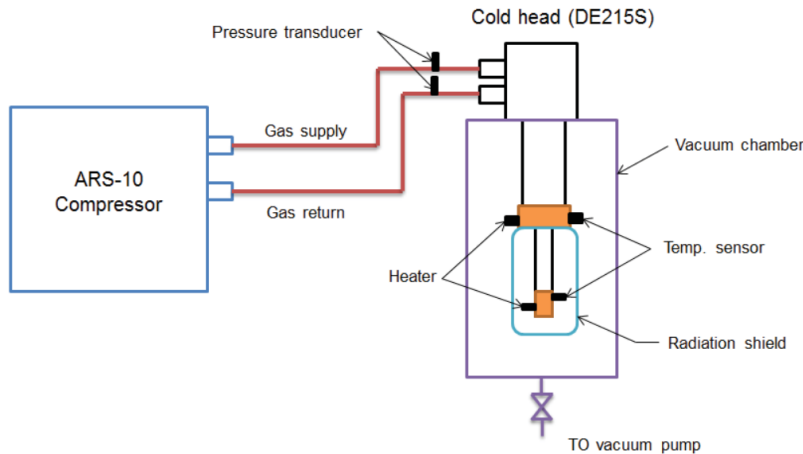 Cold head (DE215S)
Pressure transducer
Gas supply
Vacuum chamber
ARS-10
Compressor
Gas return
Temp. sensor
Heater
Radiation shield
TO vacuum pump